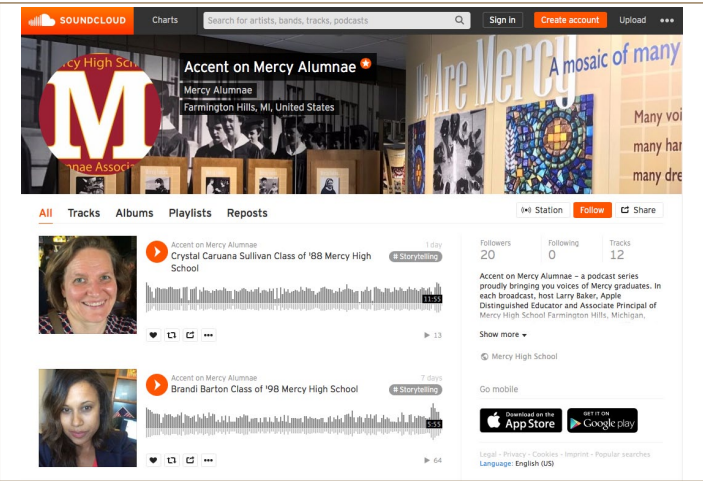 SOUNDCLOUD
Charts
Search for artists, bands, tracks, podcasts
Sign in
Create account
Upload
cy High Sch
M
nae Associa
Accent on Mercy Alumnae
Mercy Alumnae
Farmington Hills, MI, United States
We Are Mercy
A mosaic of many
Many voi
many har
many dre
All Tracks Albums Playlists Reposts
Station
Follow
Share
Accent on Mercy Alumnae
1 day
Crystal Caruana Sullivan Class of '88 Mercy High
School
# Storytelling
11:55
13
Accent on Mercy Alumnae
7 days
Brandi Barton Class of '98 Mercy High School
# Storytelling
5:55
64
Followers
20
Following
0
Tracks
12
Accent on Mercy Alumnae – a podcast series
proudly bringing you voices of Mercy graduates. In
each broadcast, host Larry Baker, Apple
Distinguished Educator and Associate Principal of
Mercy High School Farmington Hills, Michigan,
Show more
Mercy High School
Go mobile
Download on the
App Store
GET IT ON
Google play
Legal - Privacy - Cookies - Imprint - Popular searches
Language: English (US)